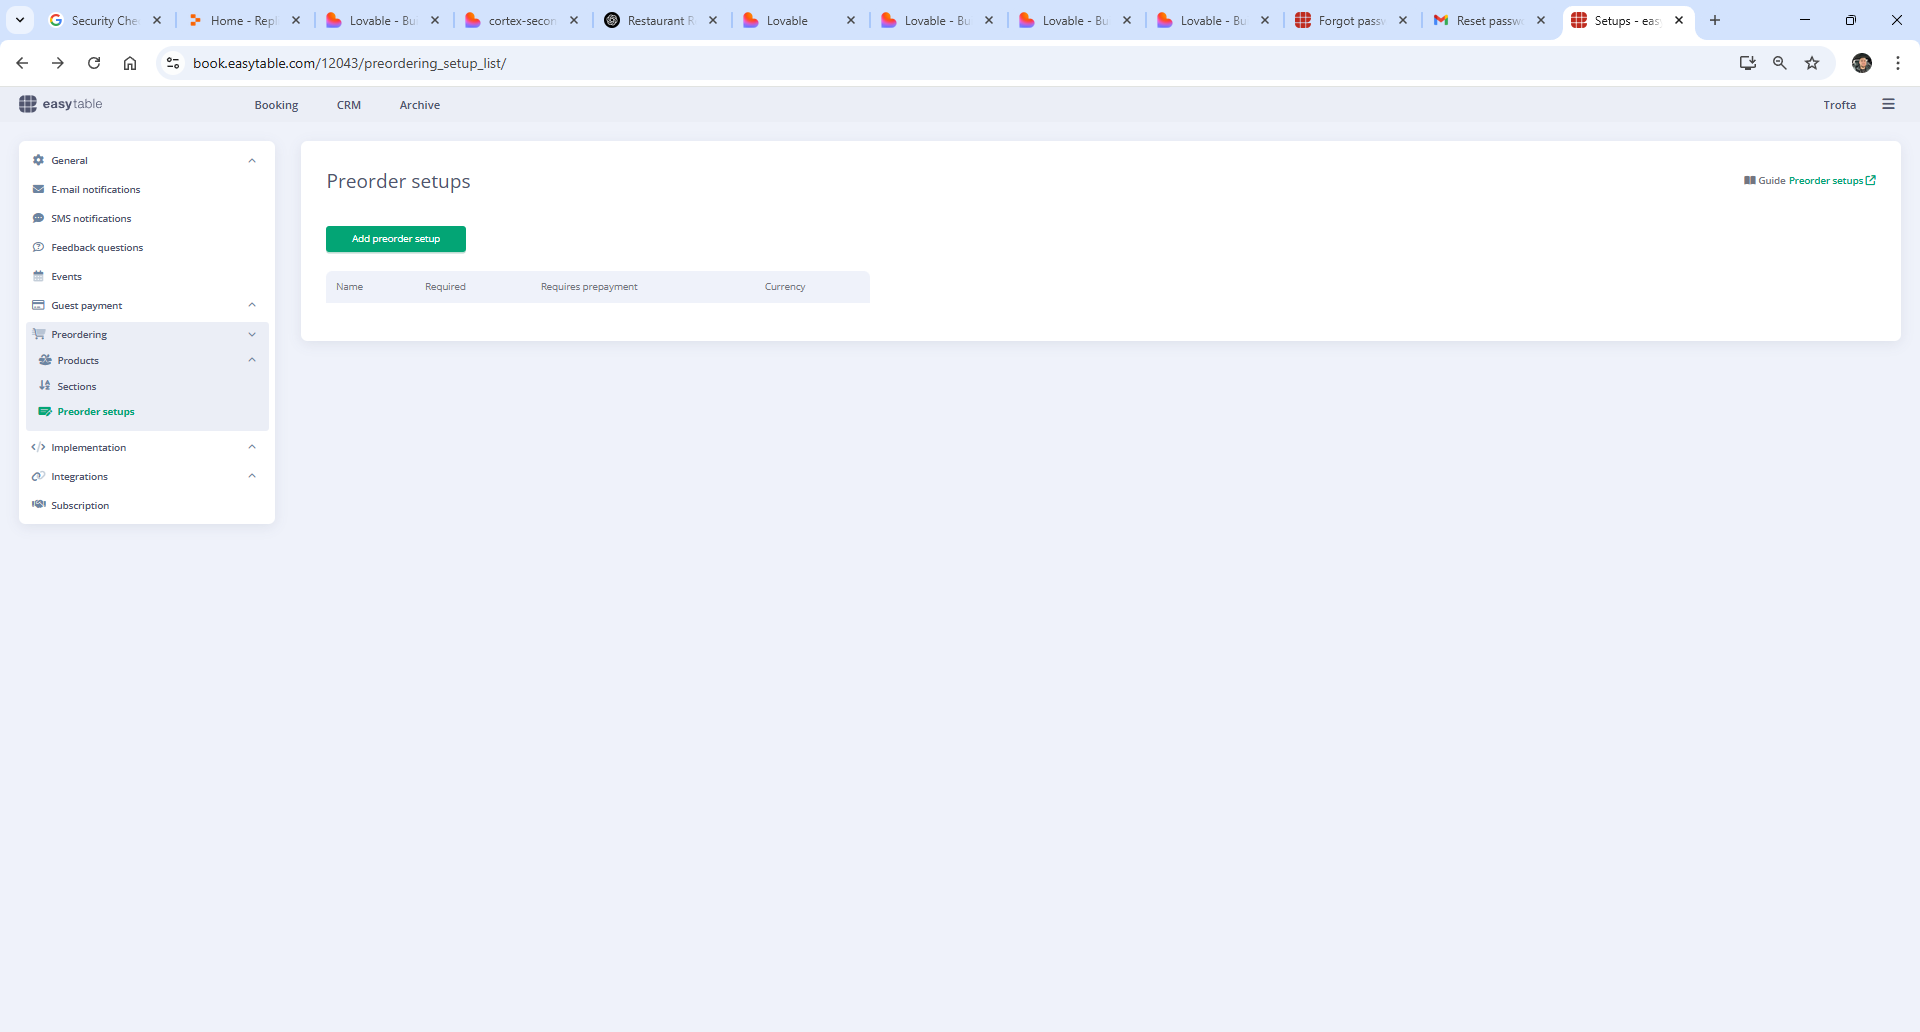 Security Che
Home - Repl
Lovable - Bu
cortex-secon
Restaurant R
Lovable
Lovable - Bu
Lovable - Bu
Lovable - Bu
Forgot passw
Reset passwo
Setups - easy
book.easytable.com/12043/preordering_setup_list/
easytable
Booking
CRM
Archive
Trofta
General
E-mail notifications
SMS notifications
Feedback questions
Events
Guest payment
Preordering
Products
Sections
Preorder setups
Implementation
Integrations
Subscription
Preorder setups
Guide Preorder setups
Add preorder setup
Name Required Requires prepayment Currency